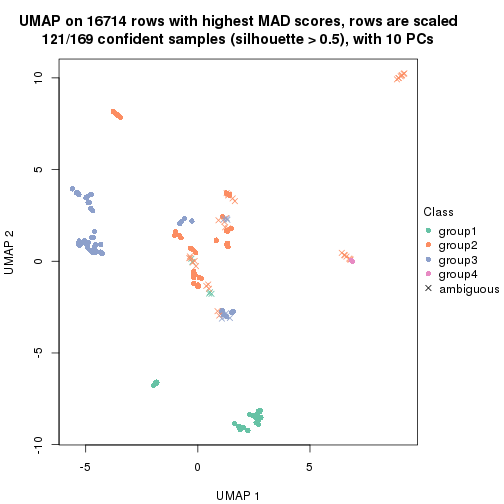 UMAP on 16714 rows with highest MAD scores, rows are scaled
121/169 confident samples (silhouette > 0.5), with 10 PCs
10
5
0
-5
-10
UMAP 2
-5
0
5
UMAP 1
Class
group1
group2
group3
group4
ambiguous